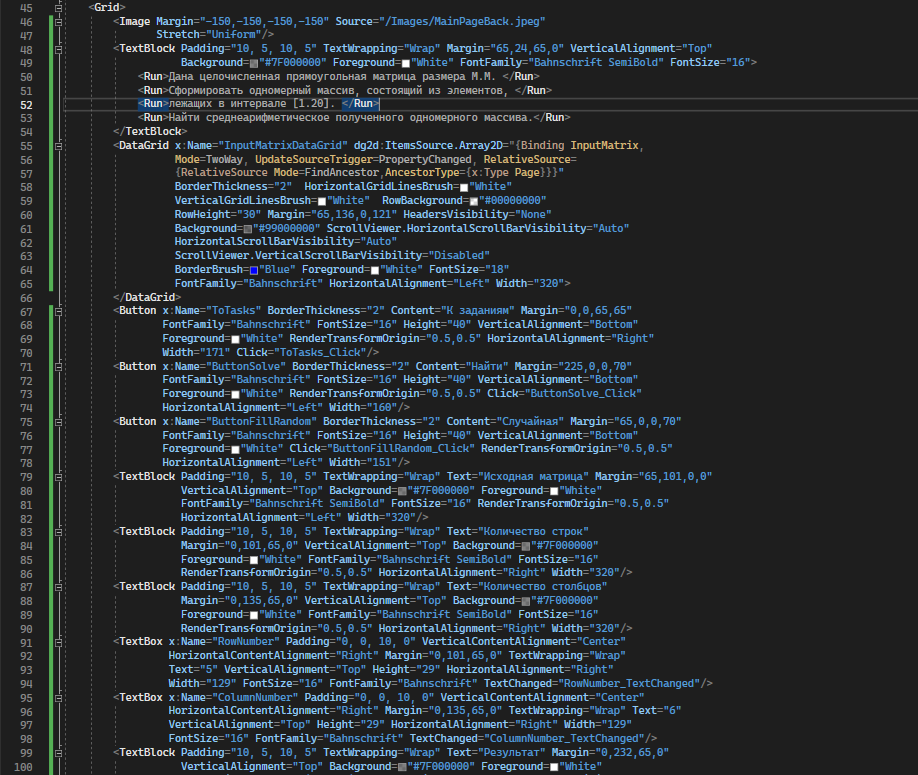 45 <Grid>
46 <Image Margin="-150,-150,-150,-150" Source="/Images/MainPageBack.jpeg"
47 Stretch="Uniform"/>
48 <TextBlock Padding="10, 5, 10, 5" TextWrapping="Wrap" Margin="65,24,65,0" VerticalAlignment="Top"
49 Background="#7F000000" Foreground="White" FontFamily="Bahnschrift SemiBold" FontSize="16">
50 <Run>Дана целочисленная прямоугольная матрица размера M.M. </Run>
51 <Run>Сформировать одномерный массив, состоящий из элементов, </Run>
52 <Run>лежащих в интервале [1.20]. </Run>
53 <Run>Найти среднеарифметическое полученного одномерного массива.</Run>
54 </TextBlock>
55 <DataGrid x:Name="InputMatrixDataGrid" dg2d:ItemsSource.Array2D="{Binding InputMatrix,
56 Mode=TwoWay, UpdateSourceTrigger=PropertyChanged, RelativeSource=
57 {RelativeSource Mode=FindAncestor,AncestorType={x:Type Page}}}"
58 BorderThickness="2" HorizontalGridLinesBrush="White"
59 VerticalGridLinesBrush="White" RowBackground="#00000000"
60 RowHeight="30" Margin="65,136,0,121" HeadersVisibility="None"
61 Background="#99000000" ScrollViewer.HorizontalScrollBarVisibility="Auto"
62 HorizontalScrollBarVisibility="Auto"
63 ScrollViewer.VerticalScrollBarVisibility="Disabled"
64 BorderBrush="Blue" Foreground="White" FontSize="18"
65 FontFamily="Bahnschrift" HorizontalAlignment="Left" Width="320">
66 </DataGrid>
67 <Button x:Name="ToTasks" BorderThickness="2" Content="К заданиям" Margin="0,0,65,65"
68 FontFamily="Bahnschrift" FontSize="16" Height="40" VerticalAlignment="Bottom"
69 Foreground="White" RenderTransformOrigin="0.5,0.5" HorizontalAlignment="Right"
70 Width="171" Click="ToTasks_Click"/>
71 <Button x:Name="ButtonSolve" BorderThickness="2" Content="Найти" Margin="225,0,0,70"
72 FontFamily="Bahnschrift" FontSize="16" Height="40" VerticalAlignment="Bottom"
73 Foreground="White" RenderTransformOrigin="0.5,0.5" Click="ButtonSolve_Click"
74 HorizontalAlignment="Left" Width="160"/>
75 <Button x:Name="ButtonFillRandom" BorderThickness="2" Content="Случайная" Margin="65,0,0,70"
76 FontFamily="Bahnschrift" FontSize="16" Height="40" VerticalAlignment="Bottom"
77 Foreground="White" Click="ButtonFillRandom_Click" RenderTransformOrigin="0.5,0.5"
78 HorizontalAlignment="Left" Width="151"/>
79 <TextBlock Padding="10, 5, 10, 5" TextWrapping="Wrap" Text="Исходная матрица" Margin="65,101,0,0"
80 VerticalAlignment="Top" Background="#7F000000" Foreground="White"
81 FontFamily="Bahnschrift SemiBold" FontSize="16" RenderTransformOrigin="0.5,0.5"
82 HorizontalAlignment="Left" Width="320"/>
83 <TextBlock Padding="10, 5, 10, 5" TextWrapping="Wrap" Text="Количество строк"
84 Margin="0,101,65,0" VerticalAlignment="Top" Background="#7F000000"
85 Foreground="White" FontFamily="Bahnschrift SemiBold" FontSize="16"
86 RenderTransformOrigin="0.5,0.5" HorizontalAlignment="Right" Width="320"/>
87 <TextBlock Padding="10, 5, 10, 5" TextWrapping="Wrap" Text="Количество столбцов"
88 Margin="0,135,65,0" VerticalAlignment="Top" Background="#7F000000"
89 Foreground="White" FontFamily="Bahnschrift SemiBold" FontSize="16"
90 RenderTransformOrigin="0.5,0.5" HorizontalAlignment="Right" Width="320"/>
91 <TextBox x:Name="RowNumber" Padding="0, 0, 10, 0" VerticalContentAlignment="Center"
92 HorizontalContentAlignment="Right" Margin="0,101,65,0" TextWrapping="Wrap"
93 Text="5" VerticalAlignment="Top" Height="29" HorizontalAlignment="Right"
94 Width="129" FontSize="16" FontFamily="Bahnschrift" TextChanged="RowNumber_TextChanged"/>
95 <TextBox x:Name="ColumnNumber" Padding="0, 0, 10, 0" VerticalContentAlignment="Center"
96 HorizontalContentAlignment="Right" Margin="0,135,65,0" TextWrapping="Wrap" Text="6"
97 VerticalAlignment="Top" Height="29" HorizontalAlignment="Right" Width="129"
98 FontSize="16" FontFamily="Bahnschrift" TextChanged="ColumnNumber_TextChanged"/>
99 <TextBlock Padding="10, 5, 10, 5" TextWrapping="Wrap" Text="Результат" Margin="0,232,65,0"
100 VerticalAlignment="Top" Background="#7F000000" Foreground="White"